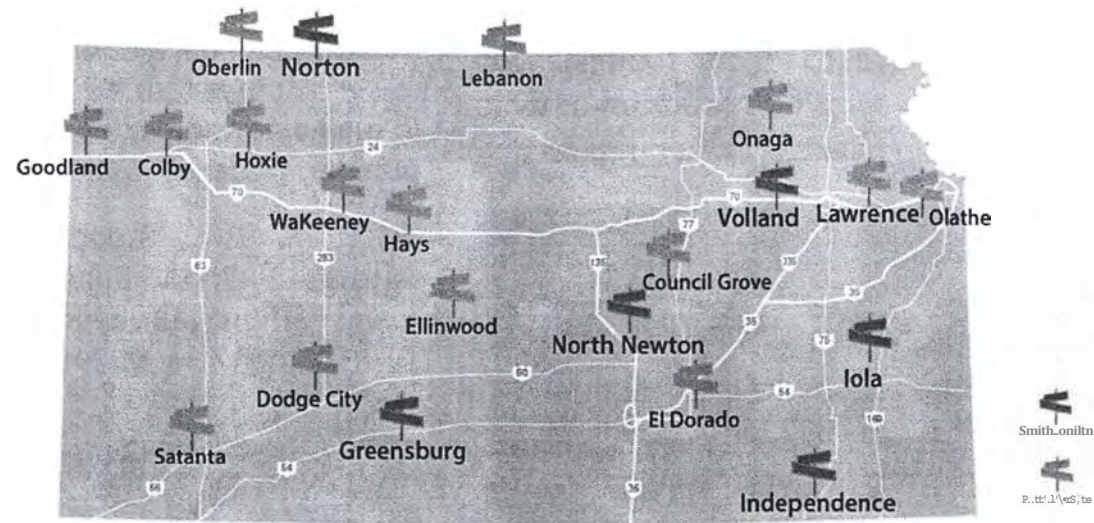 Oberlin
Norton
Lebanon
Goodland
Colby
Hoxie
24
Onaga
70
WaKeeney
Hays
70
Volland
Lawrence
Olathe
77
83
283
135
Council Grove
335
35
Ellinwood
North Newton
35
75
Iola
Dodge City
50
El Dorado
54
Satanta
Greensburg
169
54
56
35
Independence